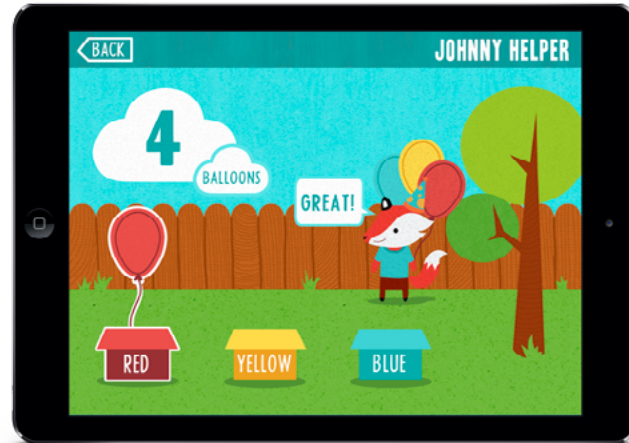 BACK
JOHNNY HELPER
4
BALLOONS
GREAT!
RED
YELLOW
BLUE